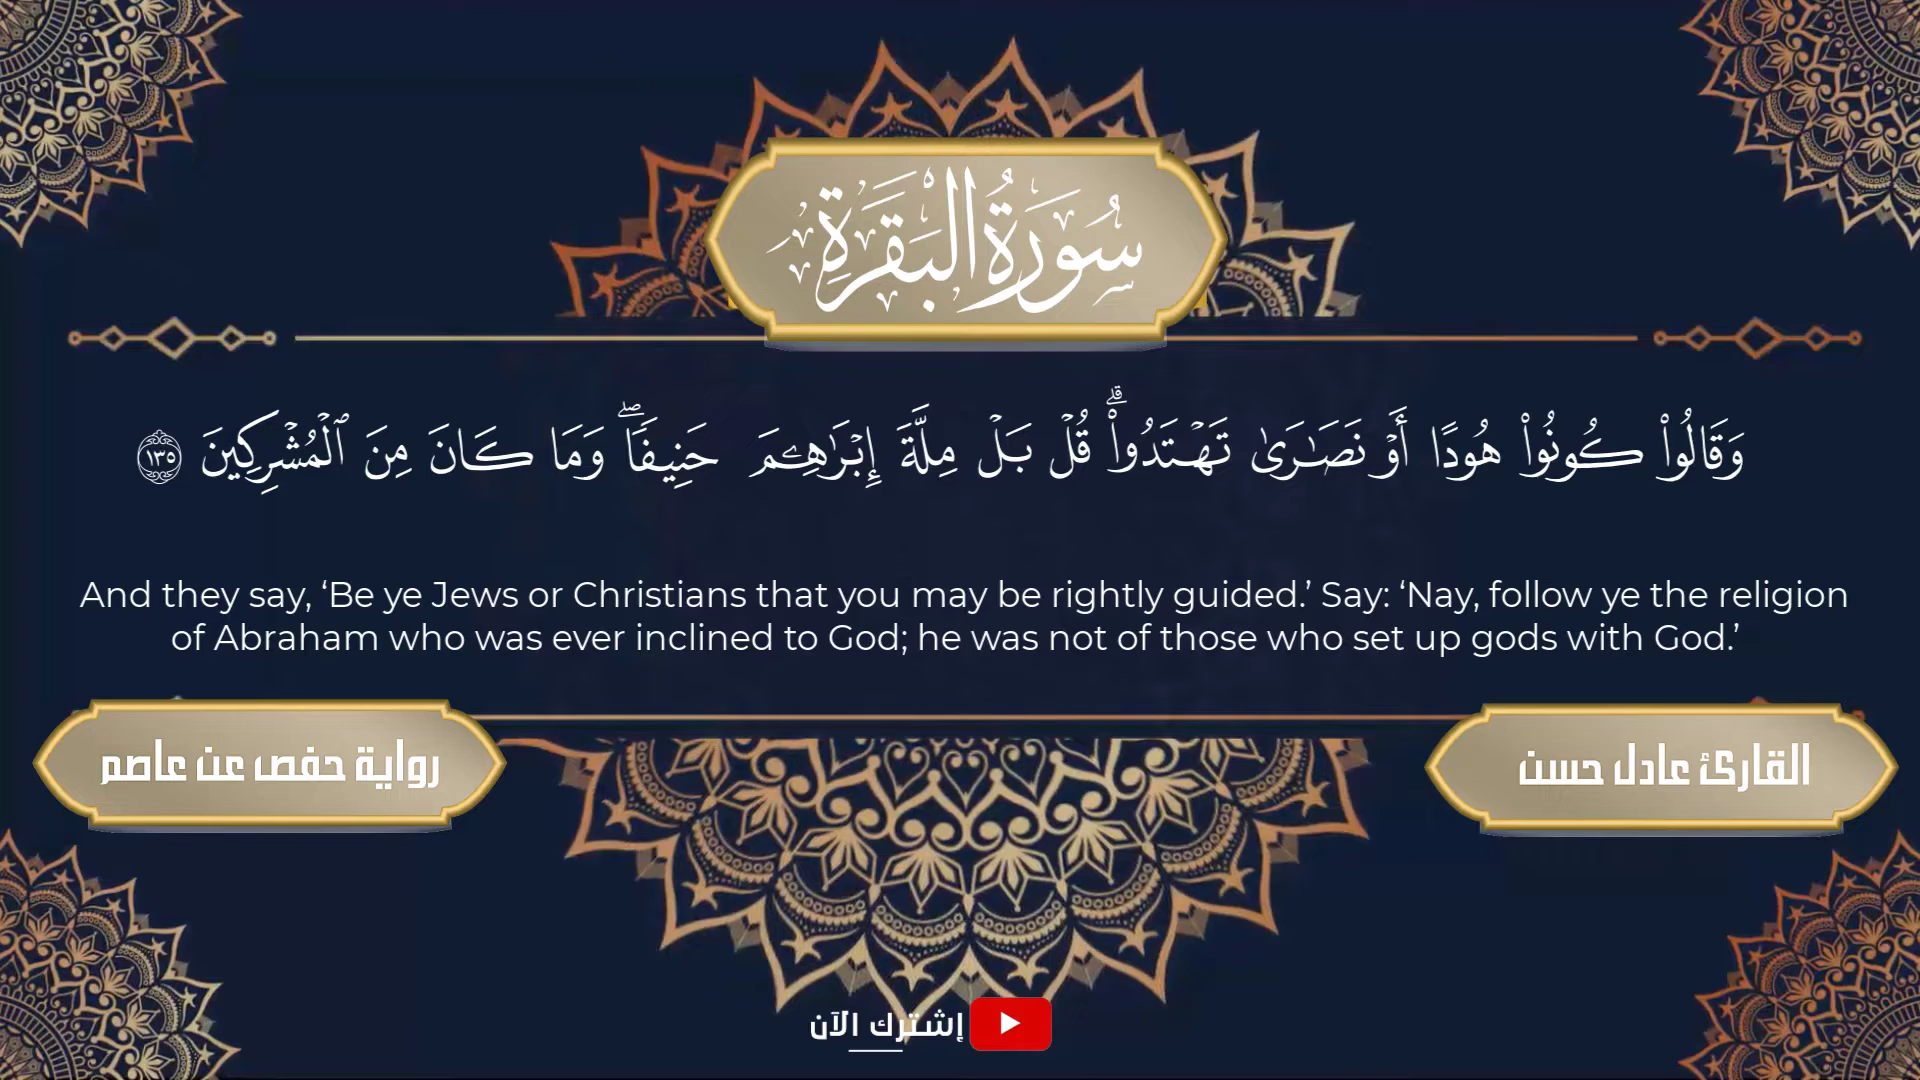 سُورَةُ البَقَرَةِ
وَقَالُوا۟ كُونُوا۟ هُودًا أَوْ نَصَـٰرَىٰ تَهْتَدُوا۟ ۗ قُلْ بَلْ مِلَّةَ إِبْرَٰهِـۧمَ حَنِيفًا ۖ وَمَا كَانَ مِنَ ٱلْمُشْرِكِينَ ١٣٥
And they say, ‘Be ye Jews or Christians that you may be rightly guided.’ Say: ‘Nay, follow ye the religion
of Abraham who was ever inclined to God; he was not of those who set up gods with God.’
القارئ عادل حسن
رواية حفص عن عاصم
إشترك الآن